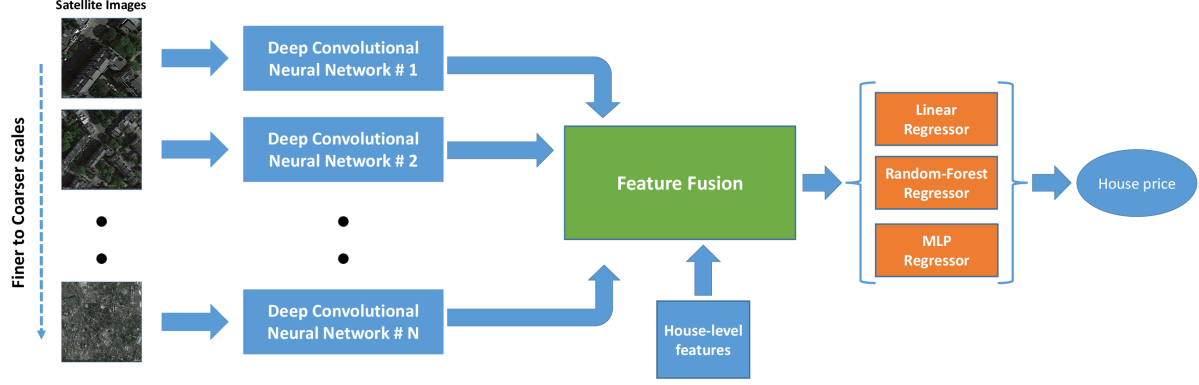 Satellite Images
Finer to Coarser scales
Deep Convolutional
Neural Network # 1
Deep Convolutional
Neural Network # 2
Deep Convolutional
Neural Network # N
Feature Fusion
House-level
features
Linear
Regressor
Random-Forest
Regressor
MLP
Regressor
House price